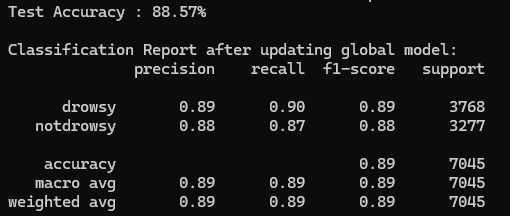 Test Accuracy : 88.57%
Classification Report after updating global model:
precision recall f1-score support
drowsy 0.89 0.90 0.89 3768
notdrowsy 0.88 0.87 0.88 3277
accuracy 0.89 7045
macro avg 0.89 0.89 0.89 7045
weighted avg 0.89 0.89 0.89 7045